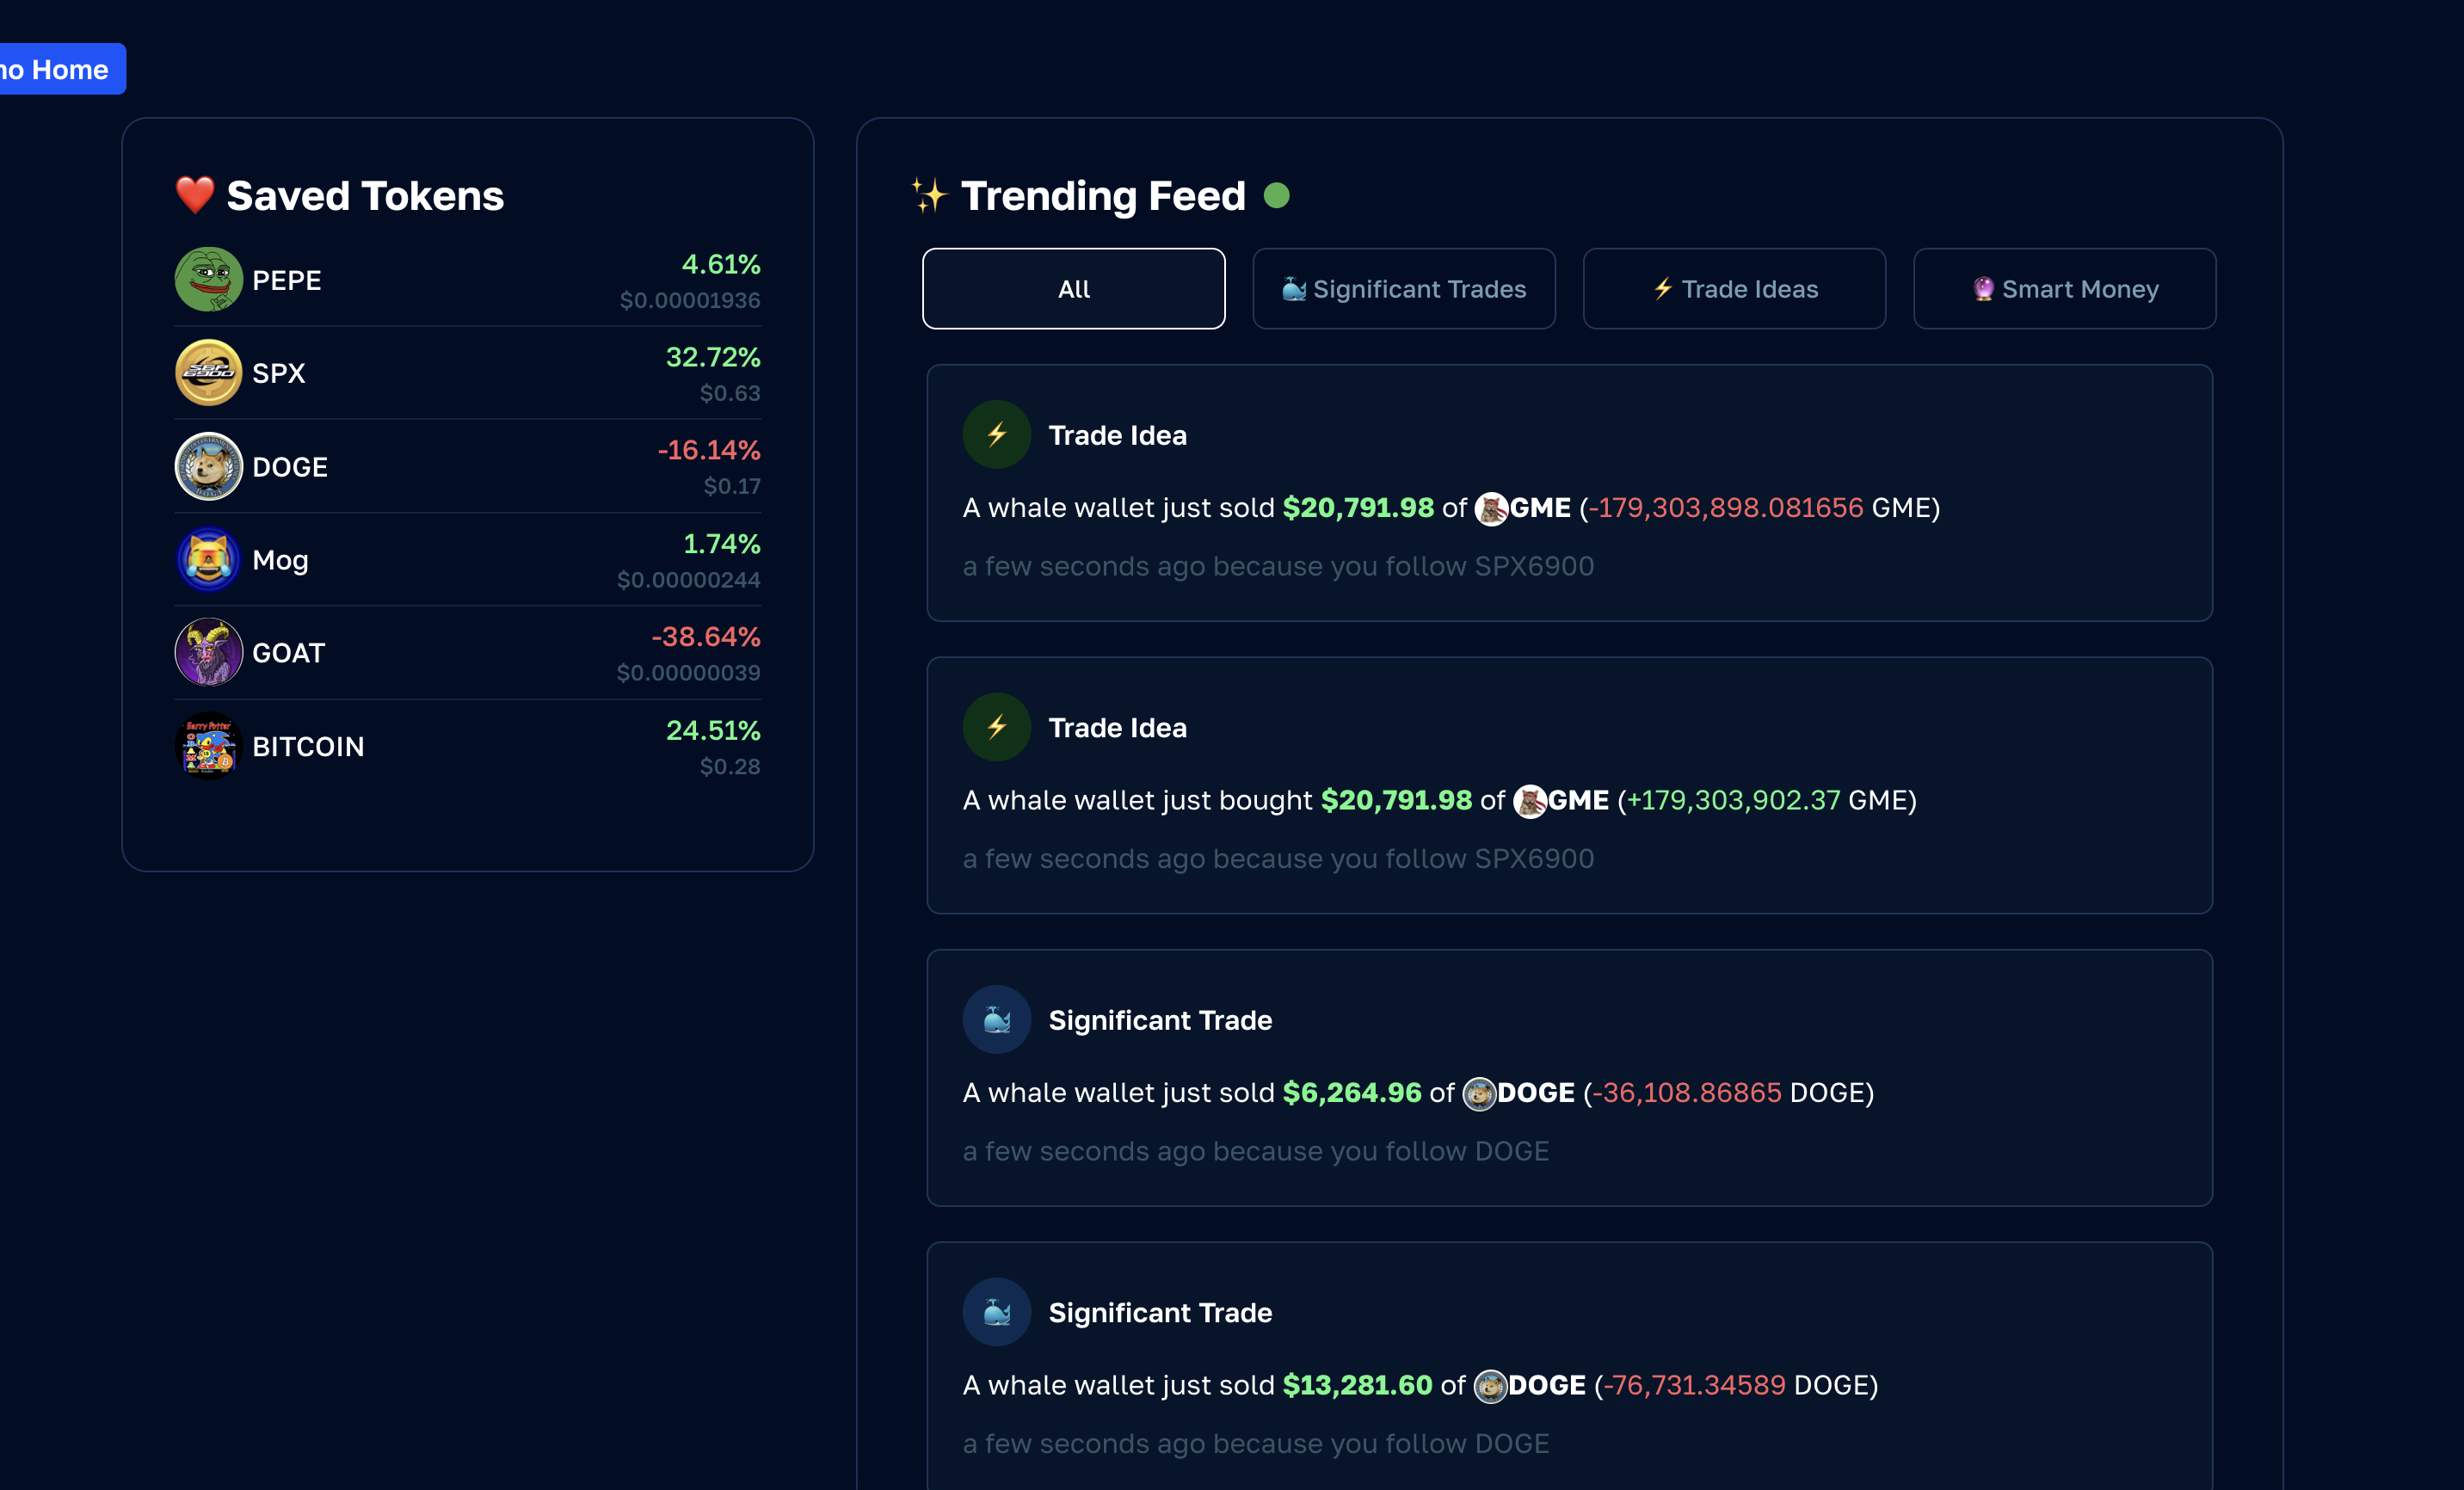 no Home
❤️ Saved Tokens
PEPE
4.61%
$0.00001936
SPX
32.72%
$0.63
DOGE
-16.14%
$0.17
Mog
1.74%
$0.00000244
GOAT
-38.64%
$0.00000039
BITCOIN
24.51%
$0.28
✨ Trending Feed
All
🐳 Significant Trades
⚡ Trade Ideas
🔮 Smart Money
⚡ Trade Idea
A whale wallet just sold $20,791.98 of GME (-179,303,898.081656 GME)
a few seconds ago because you follow SPX6900
⚡ Trade Idea
A whale wallet just bought $20,791.98 of GME (+179,303,902.37 GME)
a few seconds ago because you follow SPX6900
🐳 Significant Trade
A whale wallet just sold $6,264.96 of DOGE (-36,108.86865 DOGE)
a few seconds ago because you follow DOGE
🐳 Significant Trade
A whale wallet just sold $13,281.60 of DOGE (-76,731.34589 DOGE)
a few seconds ago because you follow DOGE